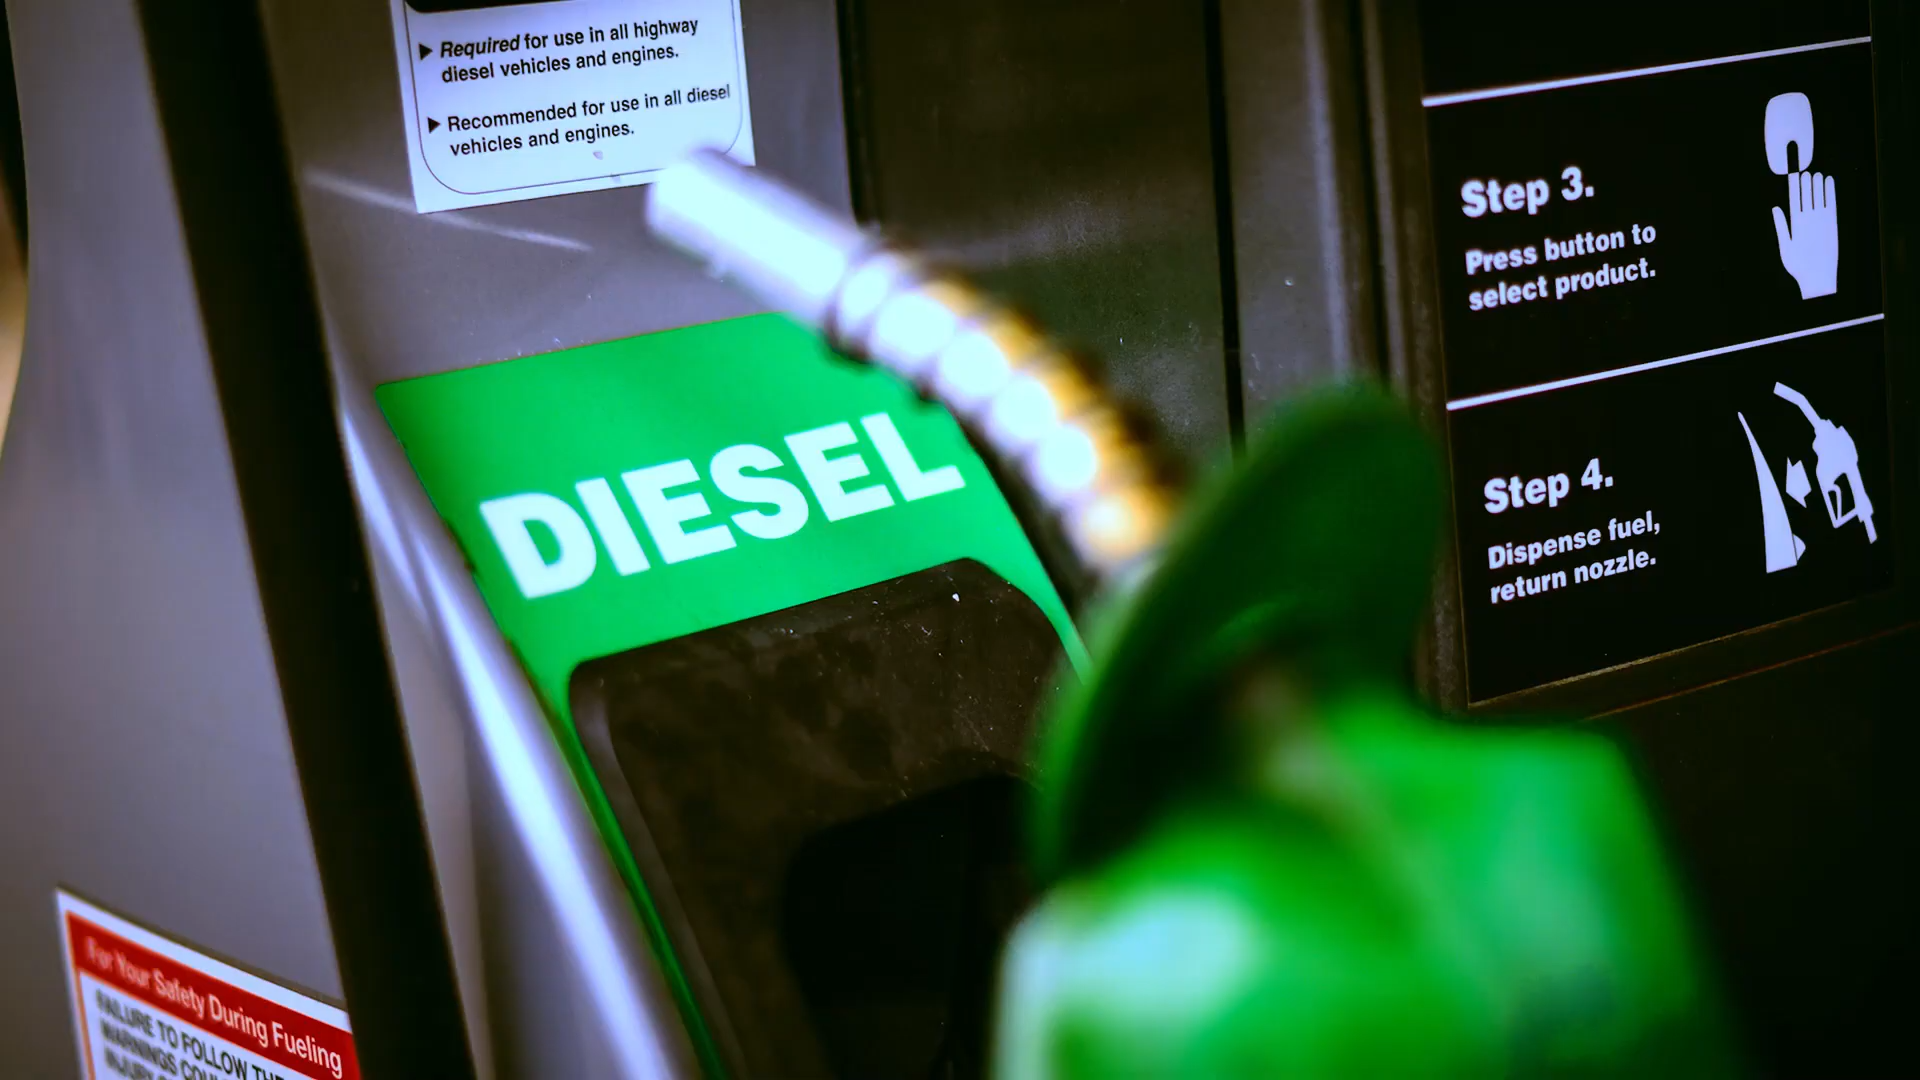 Required for use in all highway
diesel vehicles and engines.
Recommended for use in all diesel
vehicles and engines.
DIESEL
Step 3.
Press button to
select product.
Step 4.
Dispense fuel,
return nozzle.
For Your Safety During Fueling
FAILURE TO FOLLOW THE
WARNINGS
INJURY